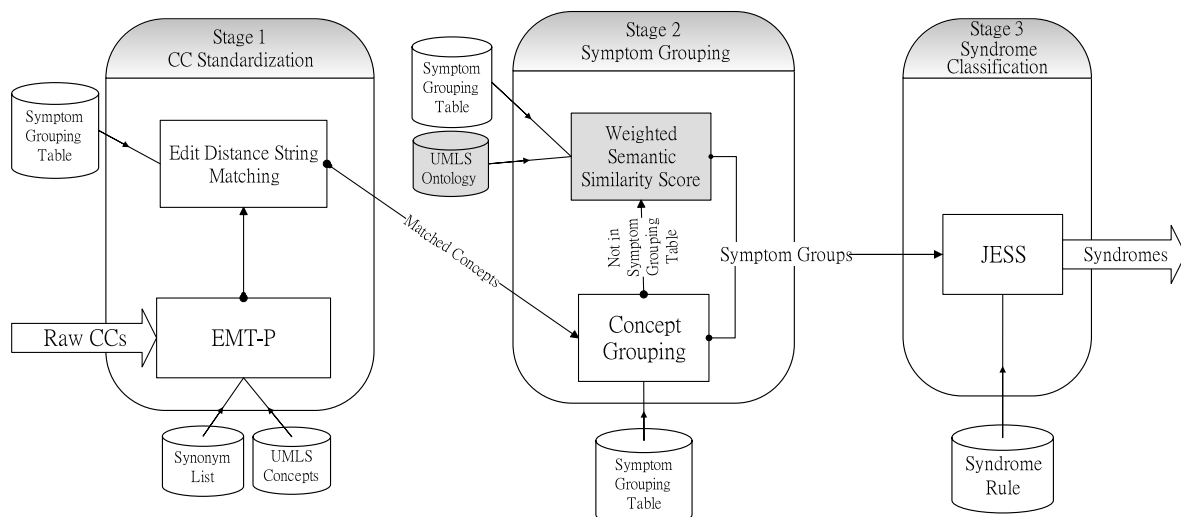 Stage 1
CC Standardization
Symptom
Grouping
Table
Edit Distance String
Matching
Raw CCs
EMT-P
Synonym
List
UMLS
Concepts
Matched Concepts
Stage 2
Symptom Grouping
Symptom
Grouping
Table
UMLS
Ontology
Weighted
Semantic
Similarity Score
Not in
Symptom
Grouping
Table
Concept
Grouping
Symptom
Grouping
Table
Symptom Groups
Stage 3
Syndrome
Classification
JESS
Syndromes
Syndrome
Rule